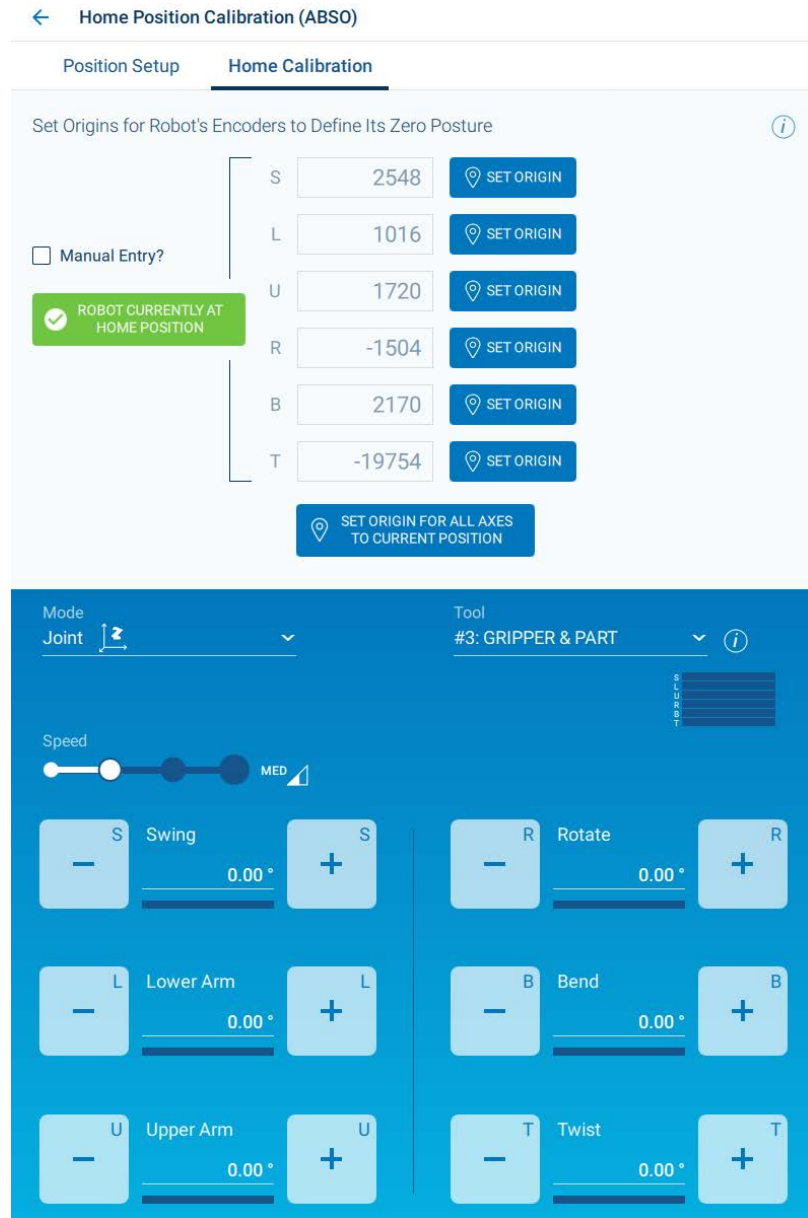 Home Position Calibration (ABSO)
Position Setup Home Calibration
Set Origins for Robot's Encoders to Define Its Zero Posture
S 2548 SET ORIGIN
L 1016 SET ORIGIN
Manual Entry?
U 1720 SET ORIGIN
ROBOT CURRENTLY AT
HOME POSITION
R -1504 SET ORIGIN
B 2170 SET ORIGIN
T -19754 SET ORIGIN
SET ORIGIN FOR ALL AXES
TO CURRENT POSITION
Mode Tool
Joint #3: GRIPPER & PART
S
L
U
R
B
T
Speed
MED
S Swing S R Rotate R
0.00 ° 0.00 °
L Lower Arm L B Bend B
0.00 ° 0.00 °
U Upper Arm U T Twist T
0.00 ° 0.00 °